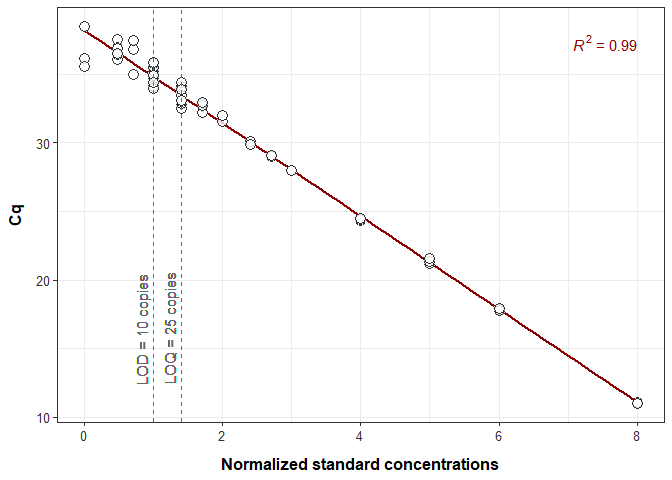 R² = 0.99
30
20
10
Cq
LOD = 10 copies
LOQ = 25 copies
0 2 4 6 8
Normalized standard concentrations